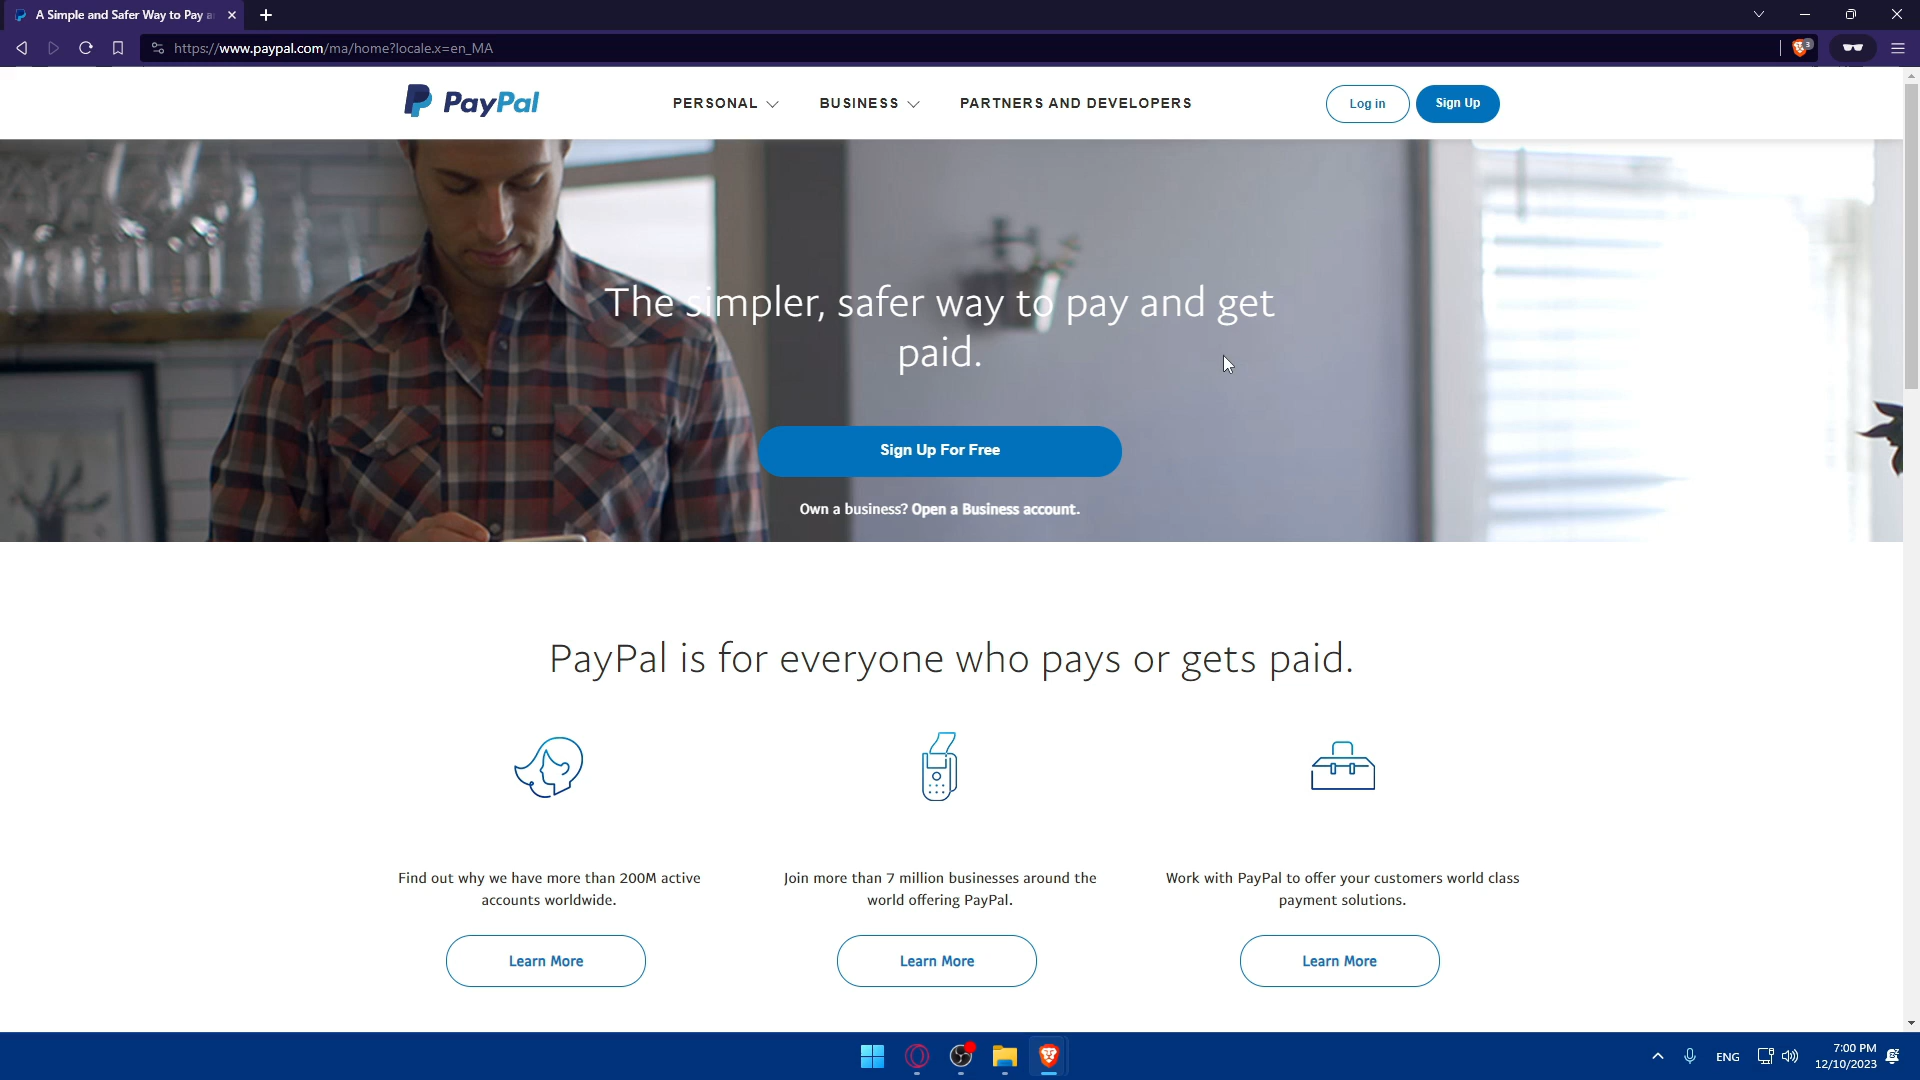 A Simple and Safer Way to Pay a
https://www.paypal.com/ma/home?locale.x=en_MA
3
PayPal
PERSONAL
BUSINESS
PARTNERS AND DEVELOPERS
Log in
Sign Up
The simpler, safer way to pay and get
paid.
Sign Up For Free
Own a business? Open a Business account.
PayPal is for everyone who pays or gets paid.
Find out why we have more than 200M active
accounts worldwide.
Learn More
Join more than 7 million businesses around the
world offering PayPal.
Learn More
Work with PayPal to offer your customers world class
payment solutions.
Learn More
ENG
7:00 PM
12/10/2023